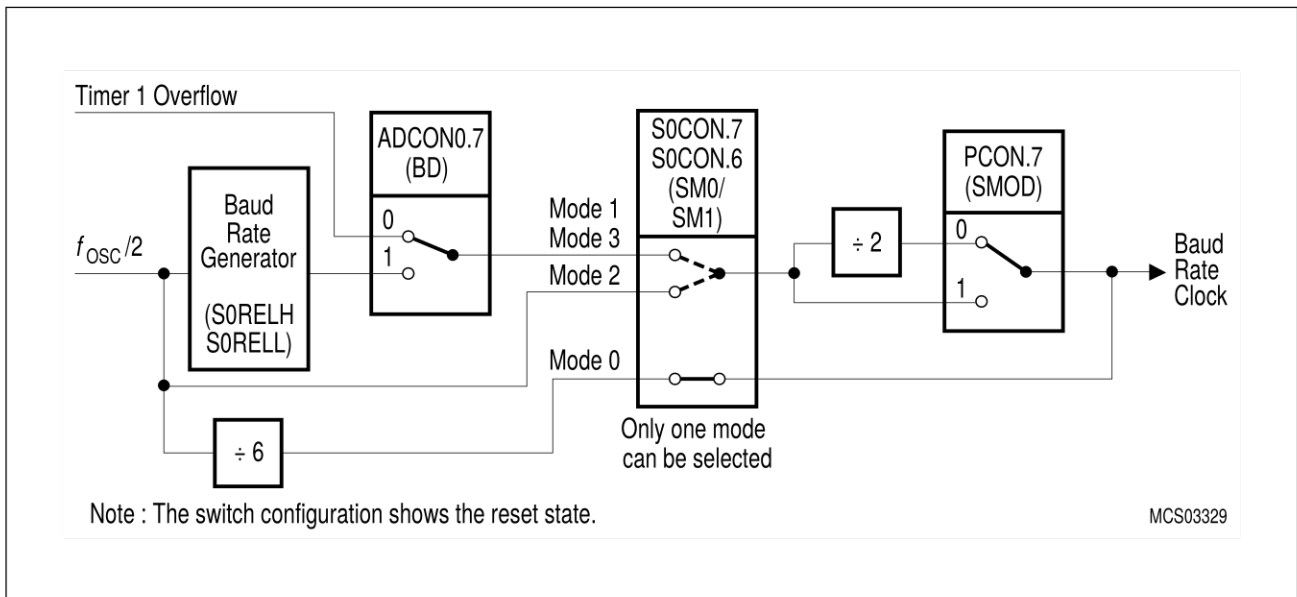 Timer 1 Overflow
ADCON0.7
(BD)
0
1
Baud
Rate
Generator
(S0RELH
S0RELL)
fOSC/2
÷ 6
Mode 1
Mode 3
Mode 2
Mode 0
S0CON.7
S0CON.6
(SM0/
SM1)
Only one mode
can be selected
÷ 2
PCON.7
(SMOD)
0
1
Baud
Rate
Clock
Note : The switch configuration shows the reset state.
MCS03329